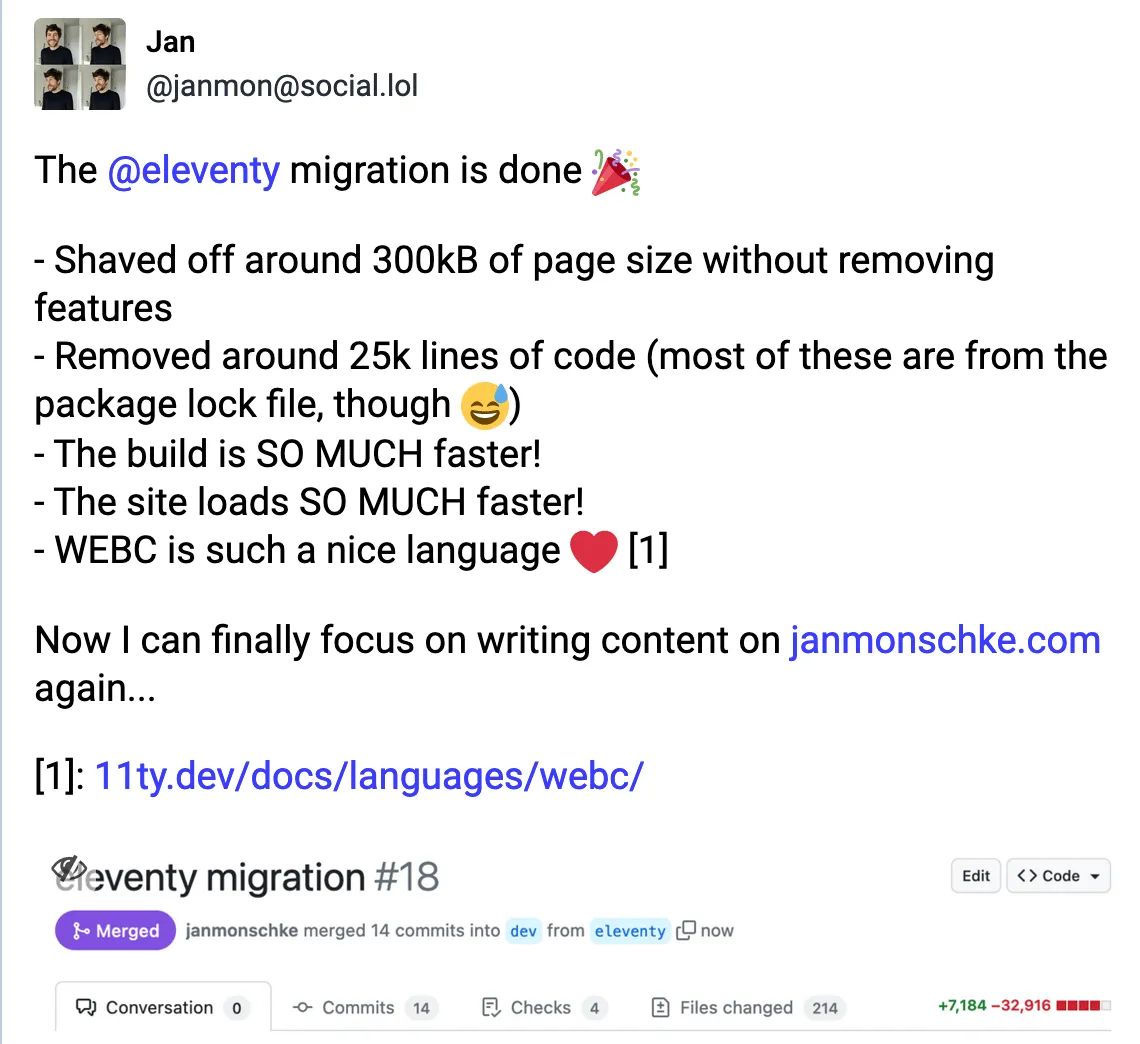 Jan
@janmon@social.lol
The @eleventy migration is done 🎉
- Shaved off around 300kB of page size without removing
features
- Removed around 25k lines of code (most of these are from the
package lock file, though 😅)
- The build is SO MUCH faster!
- The site loads SO MUCH faster!
- WEBC is such a nice language ❤️ [1]
Now I can finally focus on writing content on janmonschke.com
again...
[1]: 11ty.dev/docs/languages/webc/
eleventy migration #18
Edit
<> Code
Merged
janmonschke merged 14 commits into dev from eleventy now
Conversation 0
Commits 14
Checks 4
Files changed 214
+7,184 −32,916